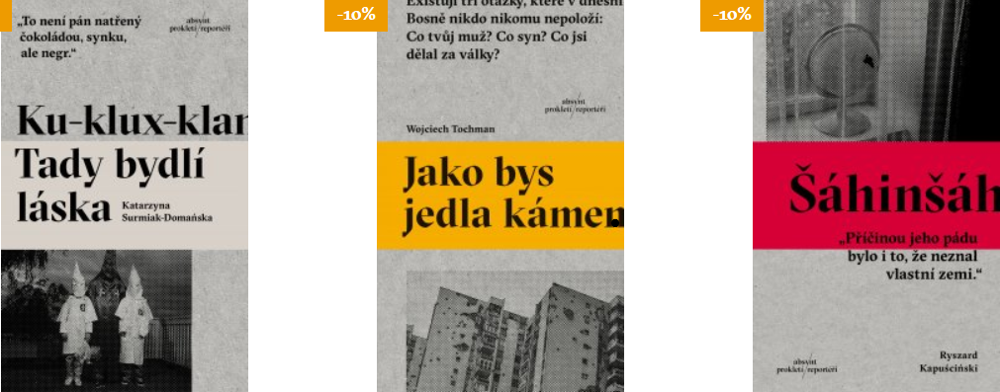 „To není pán natřený
čokoládou, synku,
ale negr.“
absynt
prokletí/reportéři
Ku-klux-klan
Tady bydlí
láska
Katarzyna
Surmiak-Domańska
-10%
Existují tři otázky, které v dnešní
Bosně nikdo nikomu nepoloží:
Co tvůj muž? Co syn? Co jsi
dělal za války?
absynt
prokletí/reportéři
Wojciech Tochman
Jako bys
jedla kámen
-10%
Šáhinšáh
„Příčinou jeho pádu
bylo i to, že neznal
vlastní zemi.“
absynt
prokletí/reportéři
Ryszard
Kapuściński